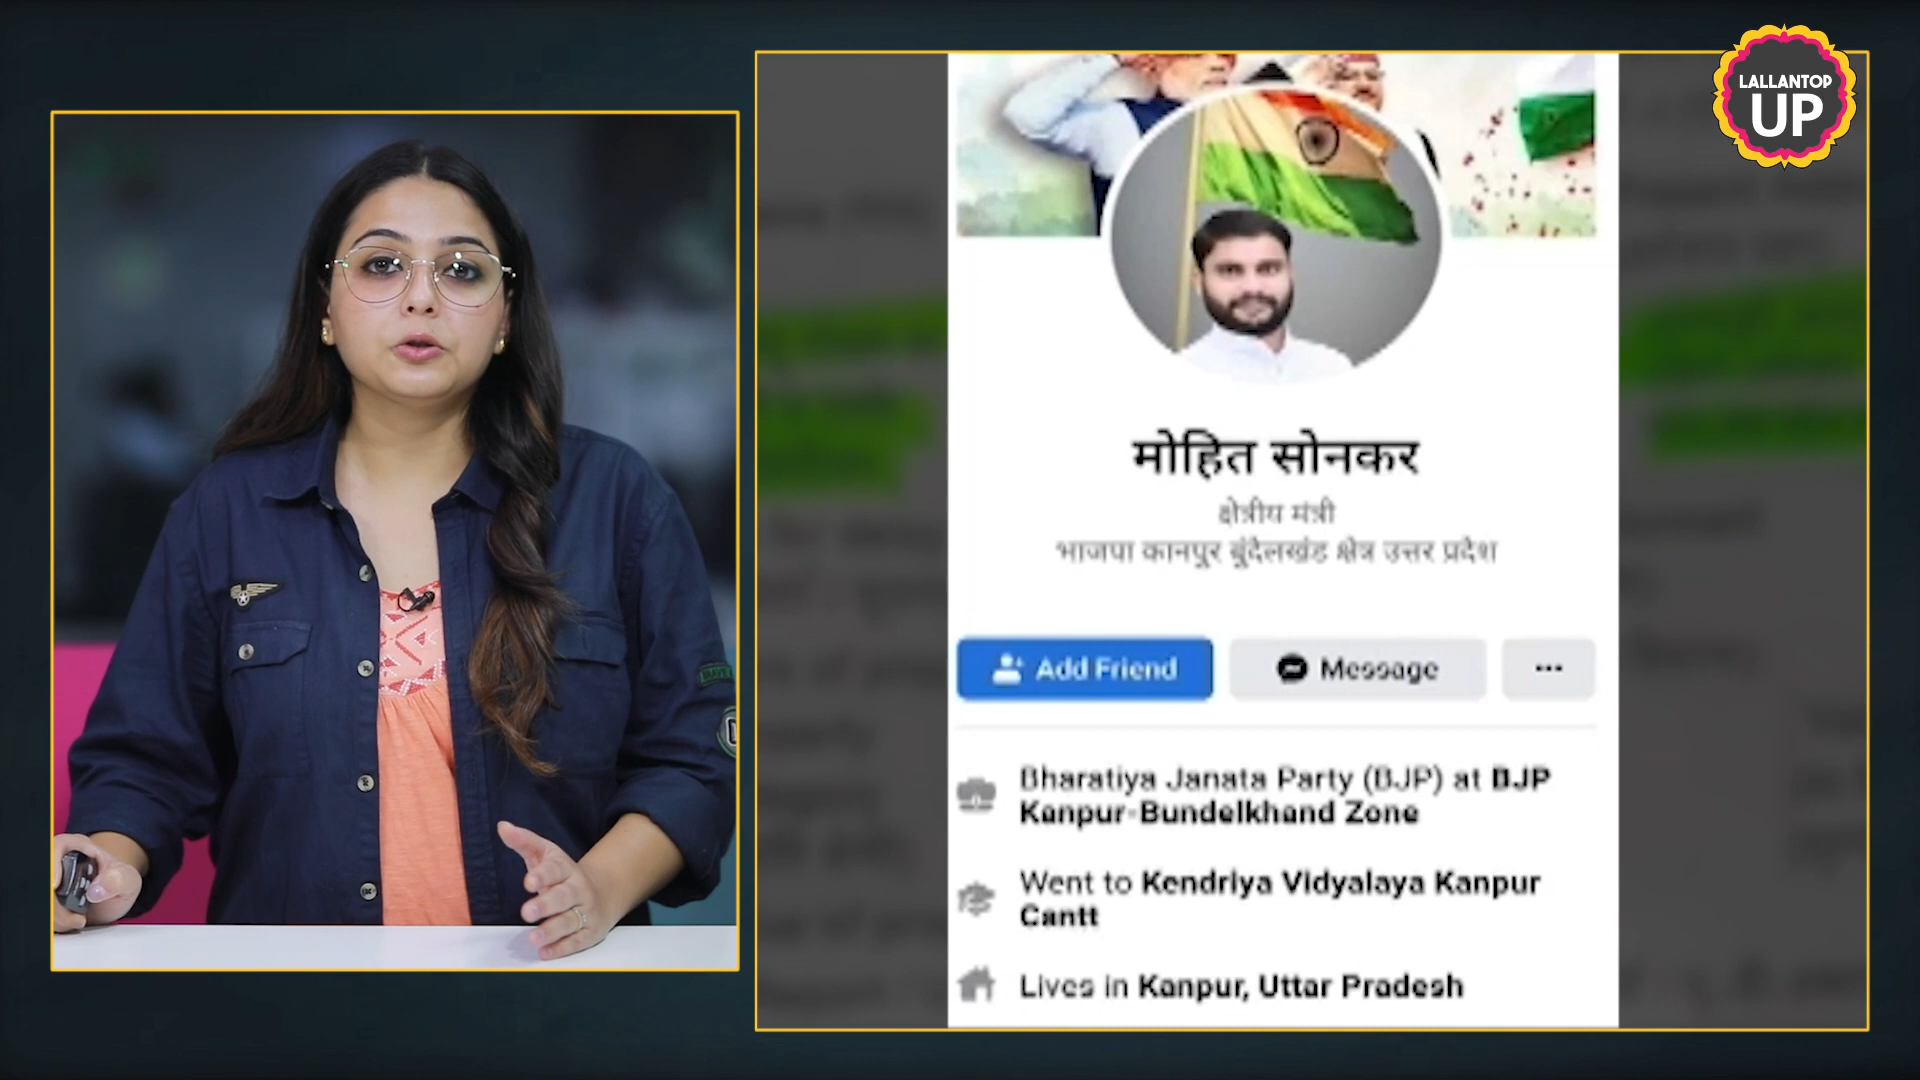 LALLANTOP
UP
मोहित सोनकर
क्षेत्रीय मंत्री
भाजपा कानपुर बुंदेलखंड क्षेत्र उत्तर प्रदेश
Add Friend
Message
Bharatiya Janata Party (BJP) at BJP
Kanpur-Bundelkhand Zone
Went to Kendriya Vidyalaya Kanpur
Cantt
Lives in Kanpur, Uttar Pradesh